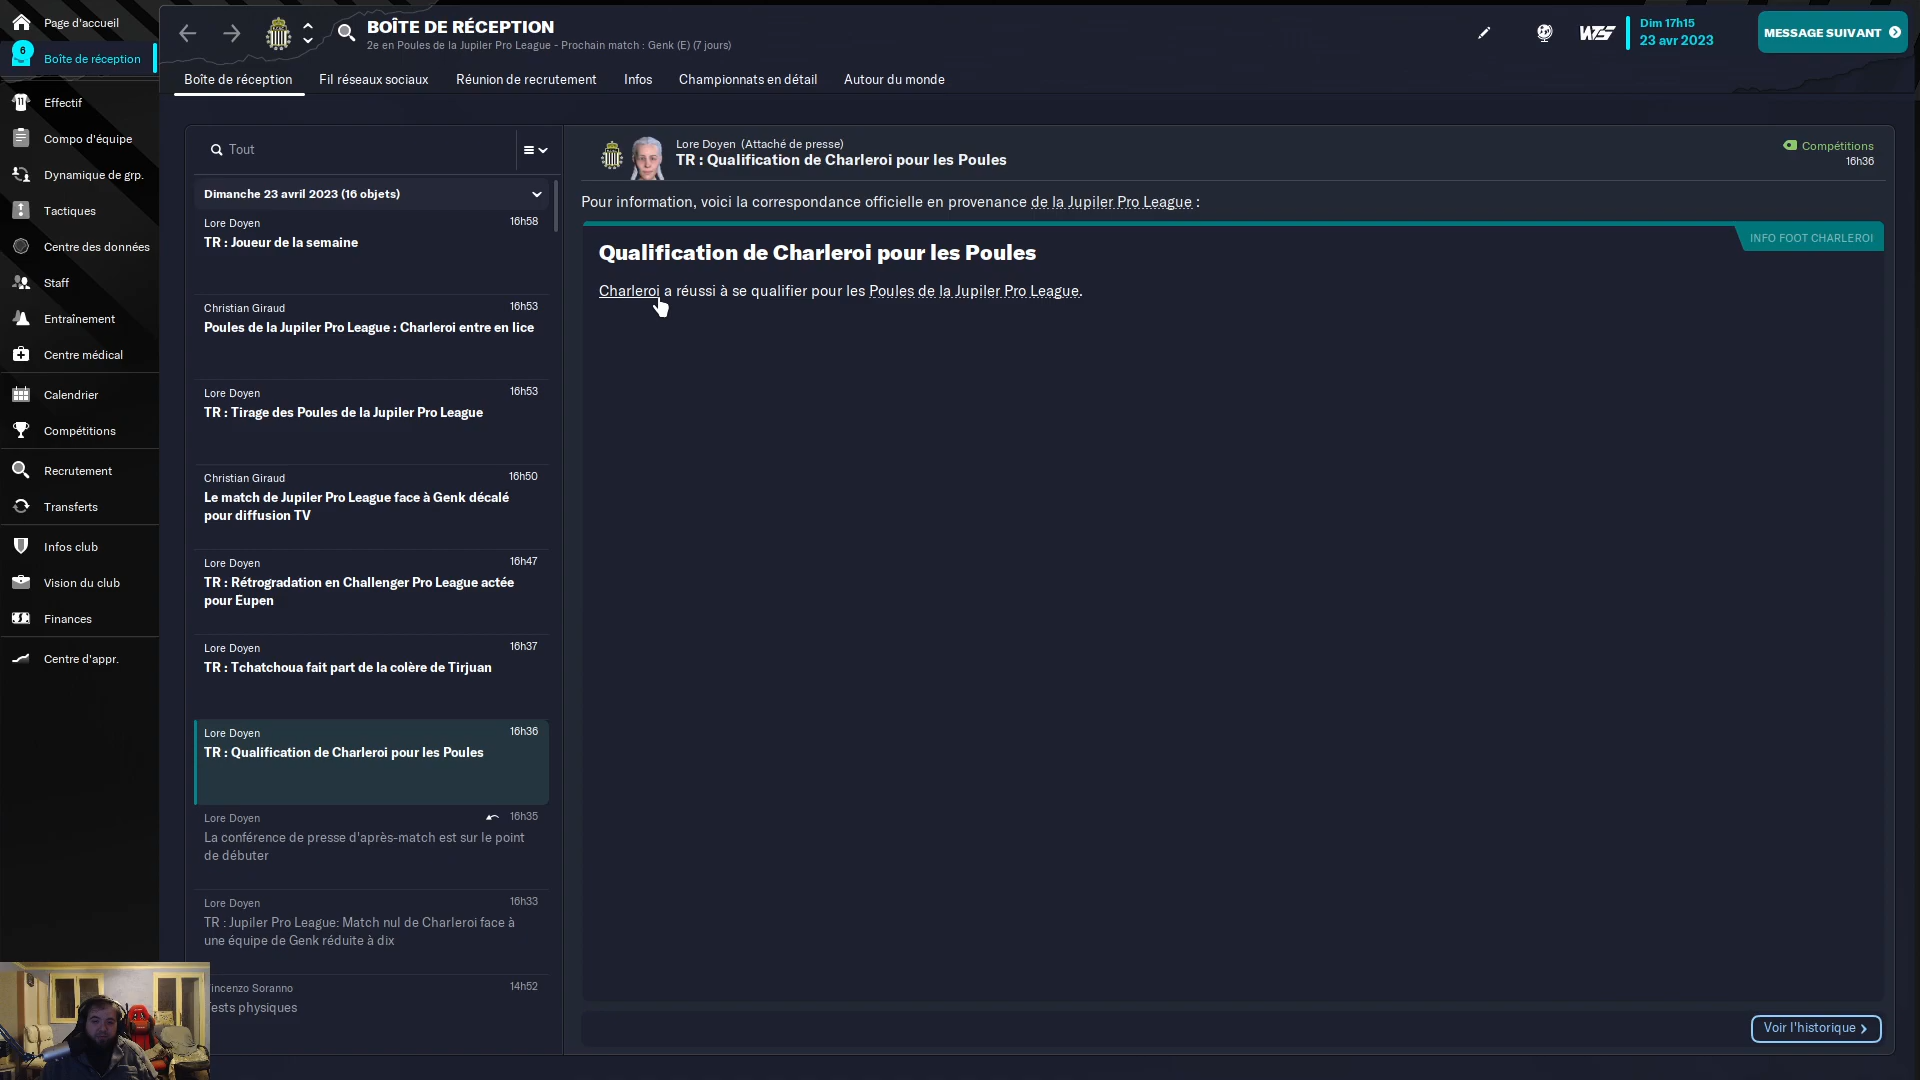 Page d'accueil
6
Boîte de réception
Effectif
Compo d'équipe
Dynamique de grp.
Tactiques
Centre des données
Staff
Entraînement
Centre médical
Calendrier
Compétitions
Recrutement
Transferts
Infos club
Vision du club
Finances
Centre d'appr.
BOÎTE DE RÉCEPTION
2e en Poules de la Jupiler Pro League - Prochain match : Genk (E) (7 jours)
Dim 17h15
23 avr 2023
MESSAGE SUIVANT
Boîte de réception
Fil réseaux sociaux
Réunion de recrutement
Infos
Championnats en détail
Autour du monde
Tout
Dimanche 23 avril 2023 (16 objets)
Lore Doyen 16h58
TR : Joueur de la semaine
Christian Giraud 16h53
Poules de la Jupiler Pro League : Charleroi entre en lice
Lore Doyen 16h53
TR : Tirage des Poules de la Jupiler Pro League
Christian Giraud 16h50
Le match de Jupiler Pro League face à Genk décalé
pour diffusion TV
Lore Doyen 16h47
TR : Rétrogradation en Challenger Pro League actée
pour Eupen
Lore Doyen 16h37
TR : Tchatchoua fait part de la colère de Tirjuan
Lore Doyen 16h36
TR : Qualification de Charleroi pour les Poules
Lore Doyen 16h35
La conférence de presse d'après-match est sur le point
de débuter
Lore Doyen 16h33
TR : Jupiler Pro League: Match nul de Charleroi face à
une équipe de Genk réduite à dix
incenzo Soranno 14h52
ests physiques
Lore Doyen (Attaché de presse)
TR : Qualification de Charleroi pour les Poules
Compétitions
16h36
Pour information, voici la correspondance officielle en provenance de la Jupiler Pro League :
INFO FOOT CHARLEROI
Qualification de Charleroi pour les Poules
Charleroi a réussi à se qualifier pour les Poules de la Jupiler Pro League.
Voir l'historique